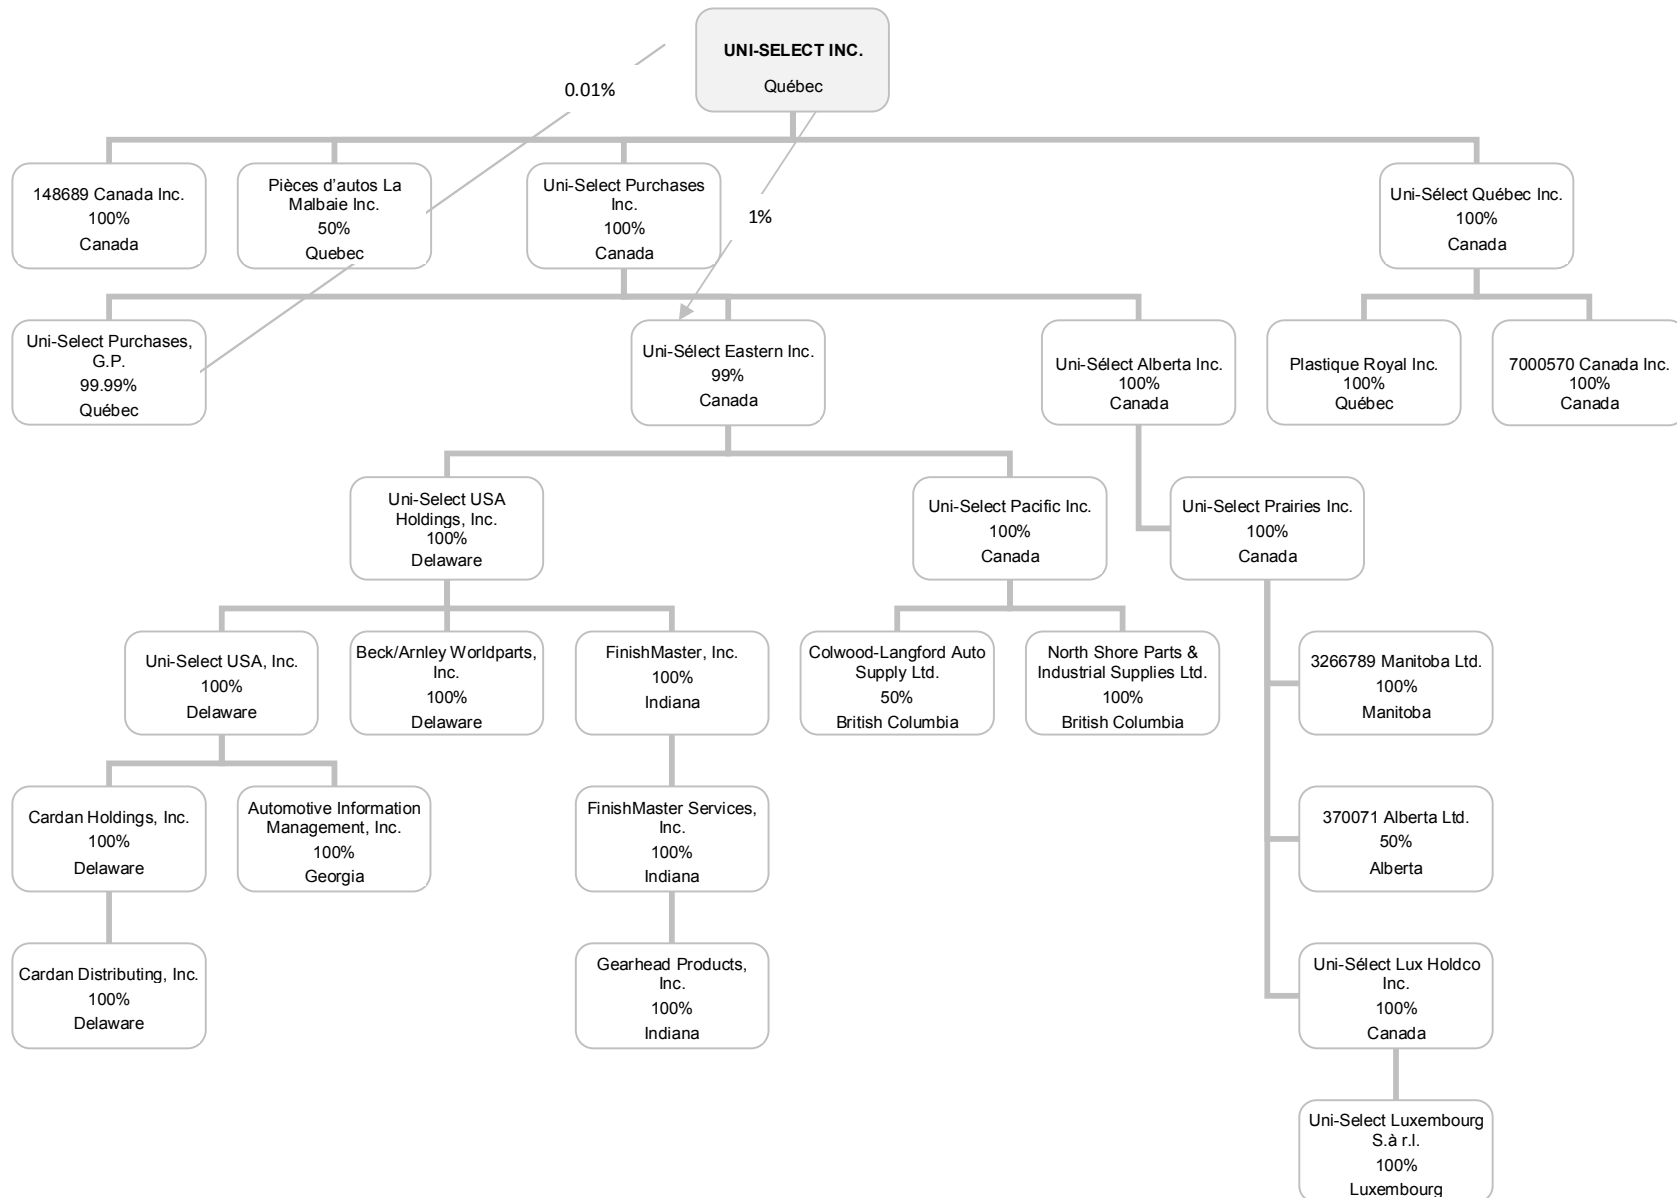 UNI-SELECT INC.
Québec
0.01%
1%
148689 Canada Inc.
100%
Canada
Pièces d'autos La
Malbaie Inc.
50%
Quebec
Uni-Select Purchases
Inc.
100%
Canada
Uni-Sélect Québec Inc.
100%
Canada
Uni-Select Purchases,
G.P.
99.99%
Québec
Uni-Sélect Eastern Inc.
99%
Canada
Uni-Sélect Alberta Inc.
100%
Canada
Plastique Royal Inc.
100%
Québec
7000570 Canada Inc.
100%
Canada
Uni-Select USA
Holdings, Inc.
100%
Delaware
Uni-Select Pacific Inc.
100%
Canada
Uni-Select Prairies Inc.
100%
Canada
Uni-Select USA, Inc.
100%
Delaware
Beck/Arnley Worldparts,
Inc.
100%
Delaware
FinishMaster, Inc.
100%
Indiana
Colwood-Langford Auto
Supply Ltd.
50%
British Columbia
North Shore Parts &
Industrial Supplies Ltd.
100%
British Columbia
3266789 Manitoba Ltd.
100%
Manitoba
Cardan Holdings, Inc.
100%
Delaware
Automotive Information
Management, Inc.
100%
Georgia
FinishMaster Services,
Inc.
100%
Indiana
370071 Alberta Ltd.
50%
Alberta
Cardan Distributing, Inc.
100%
Delaware
Gearhead Products,
Inc.
100%
Indiana
Uni-Sélect Lux Holdco
Inc.
100%
Canada
Uni-Select Luxembourg
S.à r.l.
100%
Luxembourg